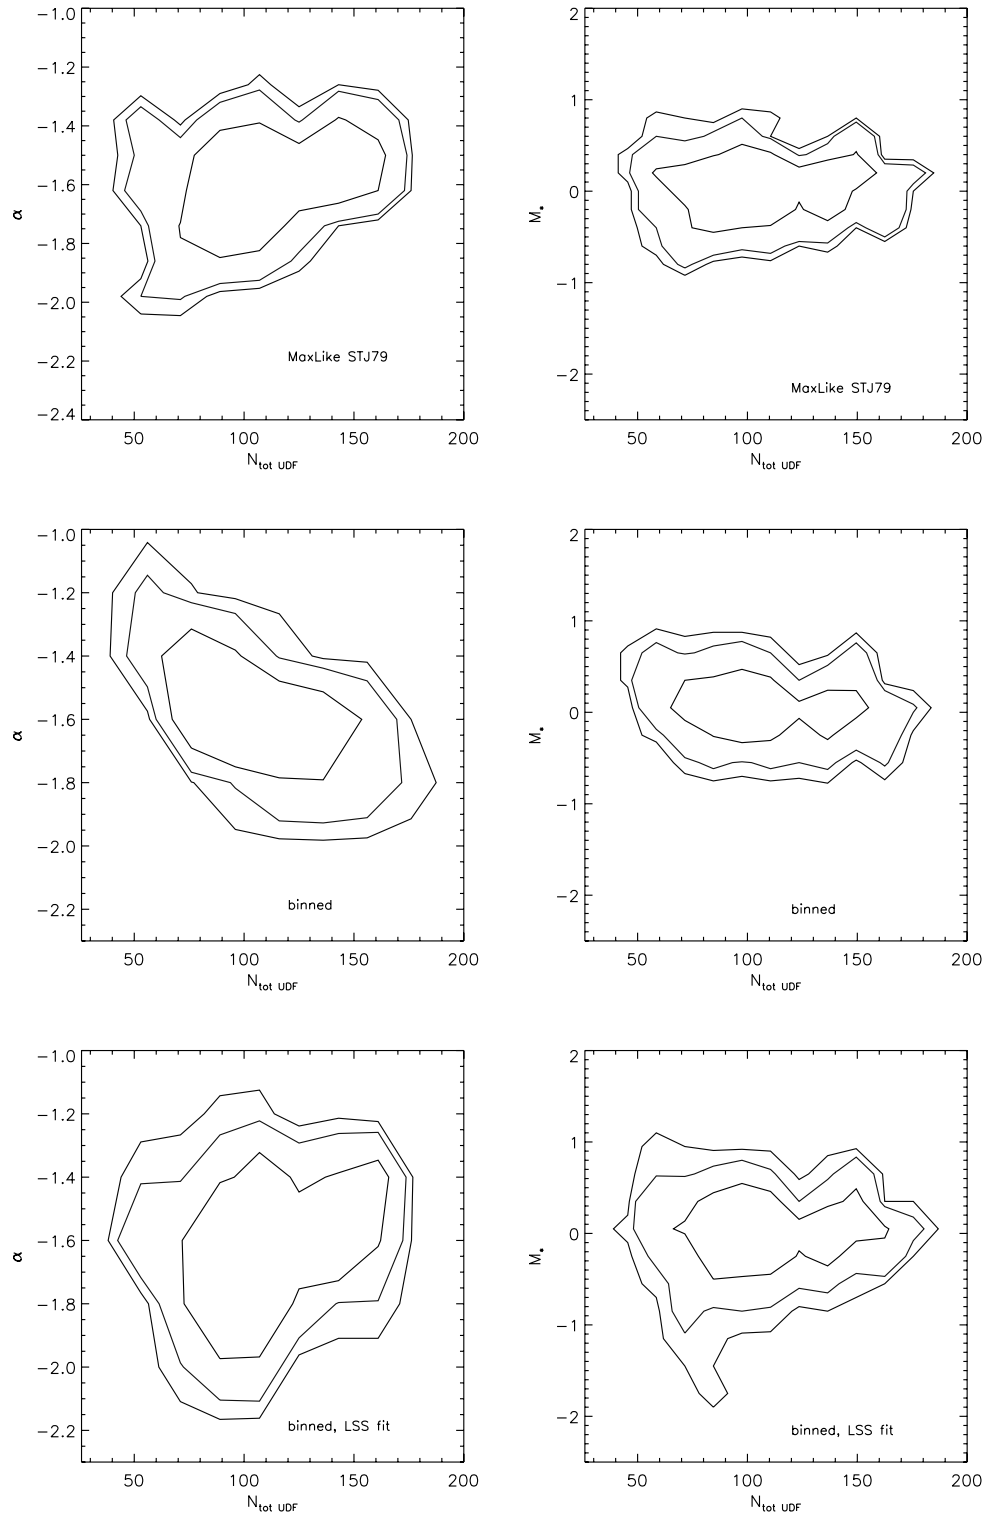 −1.0
−1.2
−1.4
−1.6
−1.8
−2.0
−2.2
−2.4
α
MaxLike STJ79
50 100 150 200
N_tot UDF
2
1
0
−1
−2
M*
MaxLike STJ79
50 100 150 200
N_tot UDF
−1.0
−1.2
−1.4
−1.6
−1.8
−2.0
−2.2
α
binned
50 100 150 200
N_tot UDF
2
1
0
−1
−2
M*
binned
50 100 150 200
N_tot UDF
−1.0
−1.2
−1.4
−1.6
−1.8
−2.0
−2.2
α
binned, LSS fit
50 100 150 200
N_tot UDF
2
1
0
−1
−2
M*
binned, LSS fit
50 100 150 200
N_tot UDF